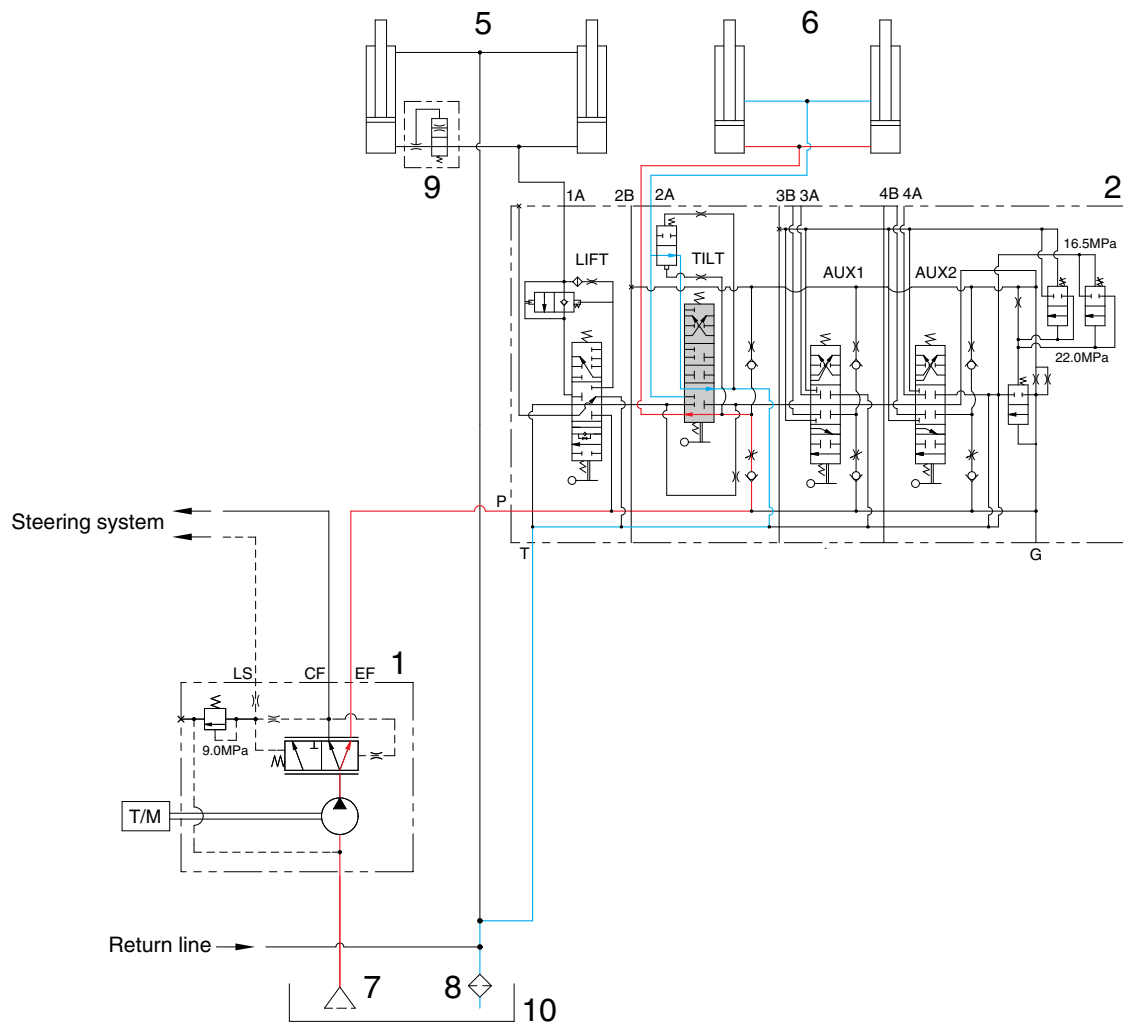 5
6
9
1A
2B
2A
3B
3A
4B
4A
2
LIFT
TILT
AUX1
AUX2
16.5MPa
22.0MPa
P
Steering system
T
G
LS
CF
EF
1
9.0MPa
T/M
Return line
7
8
10